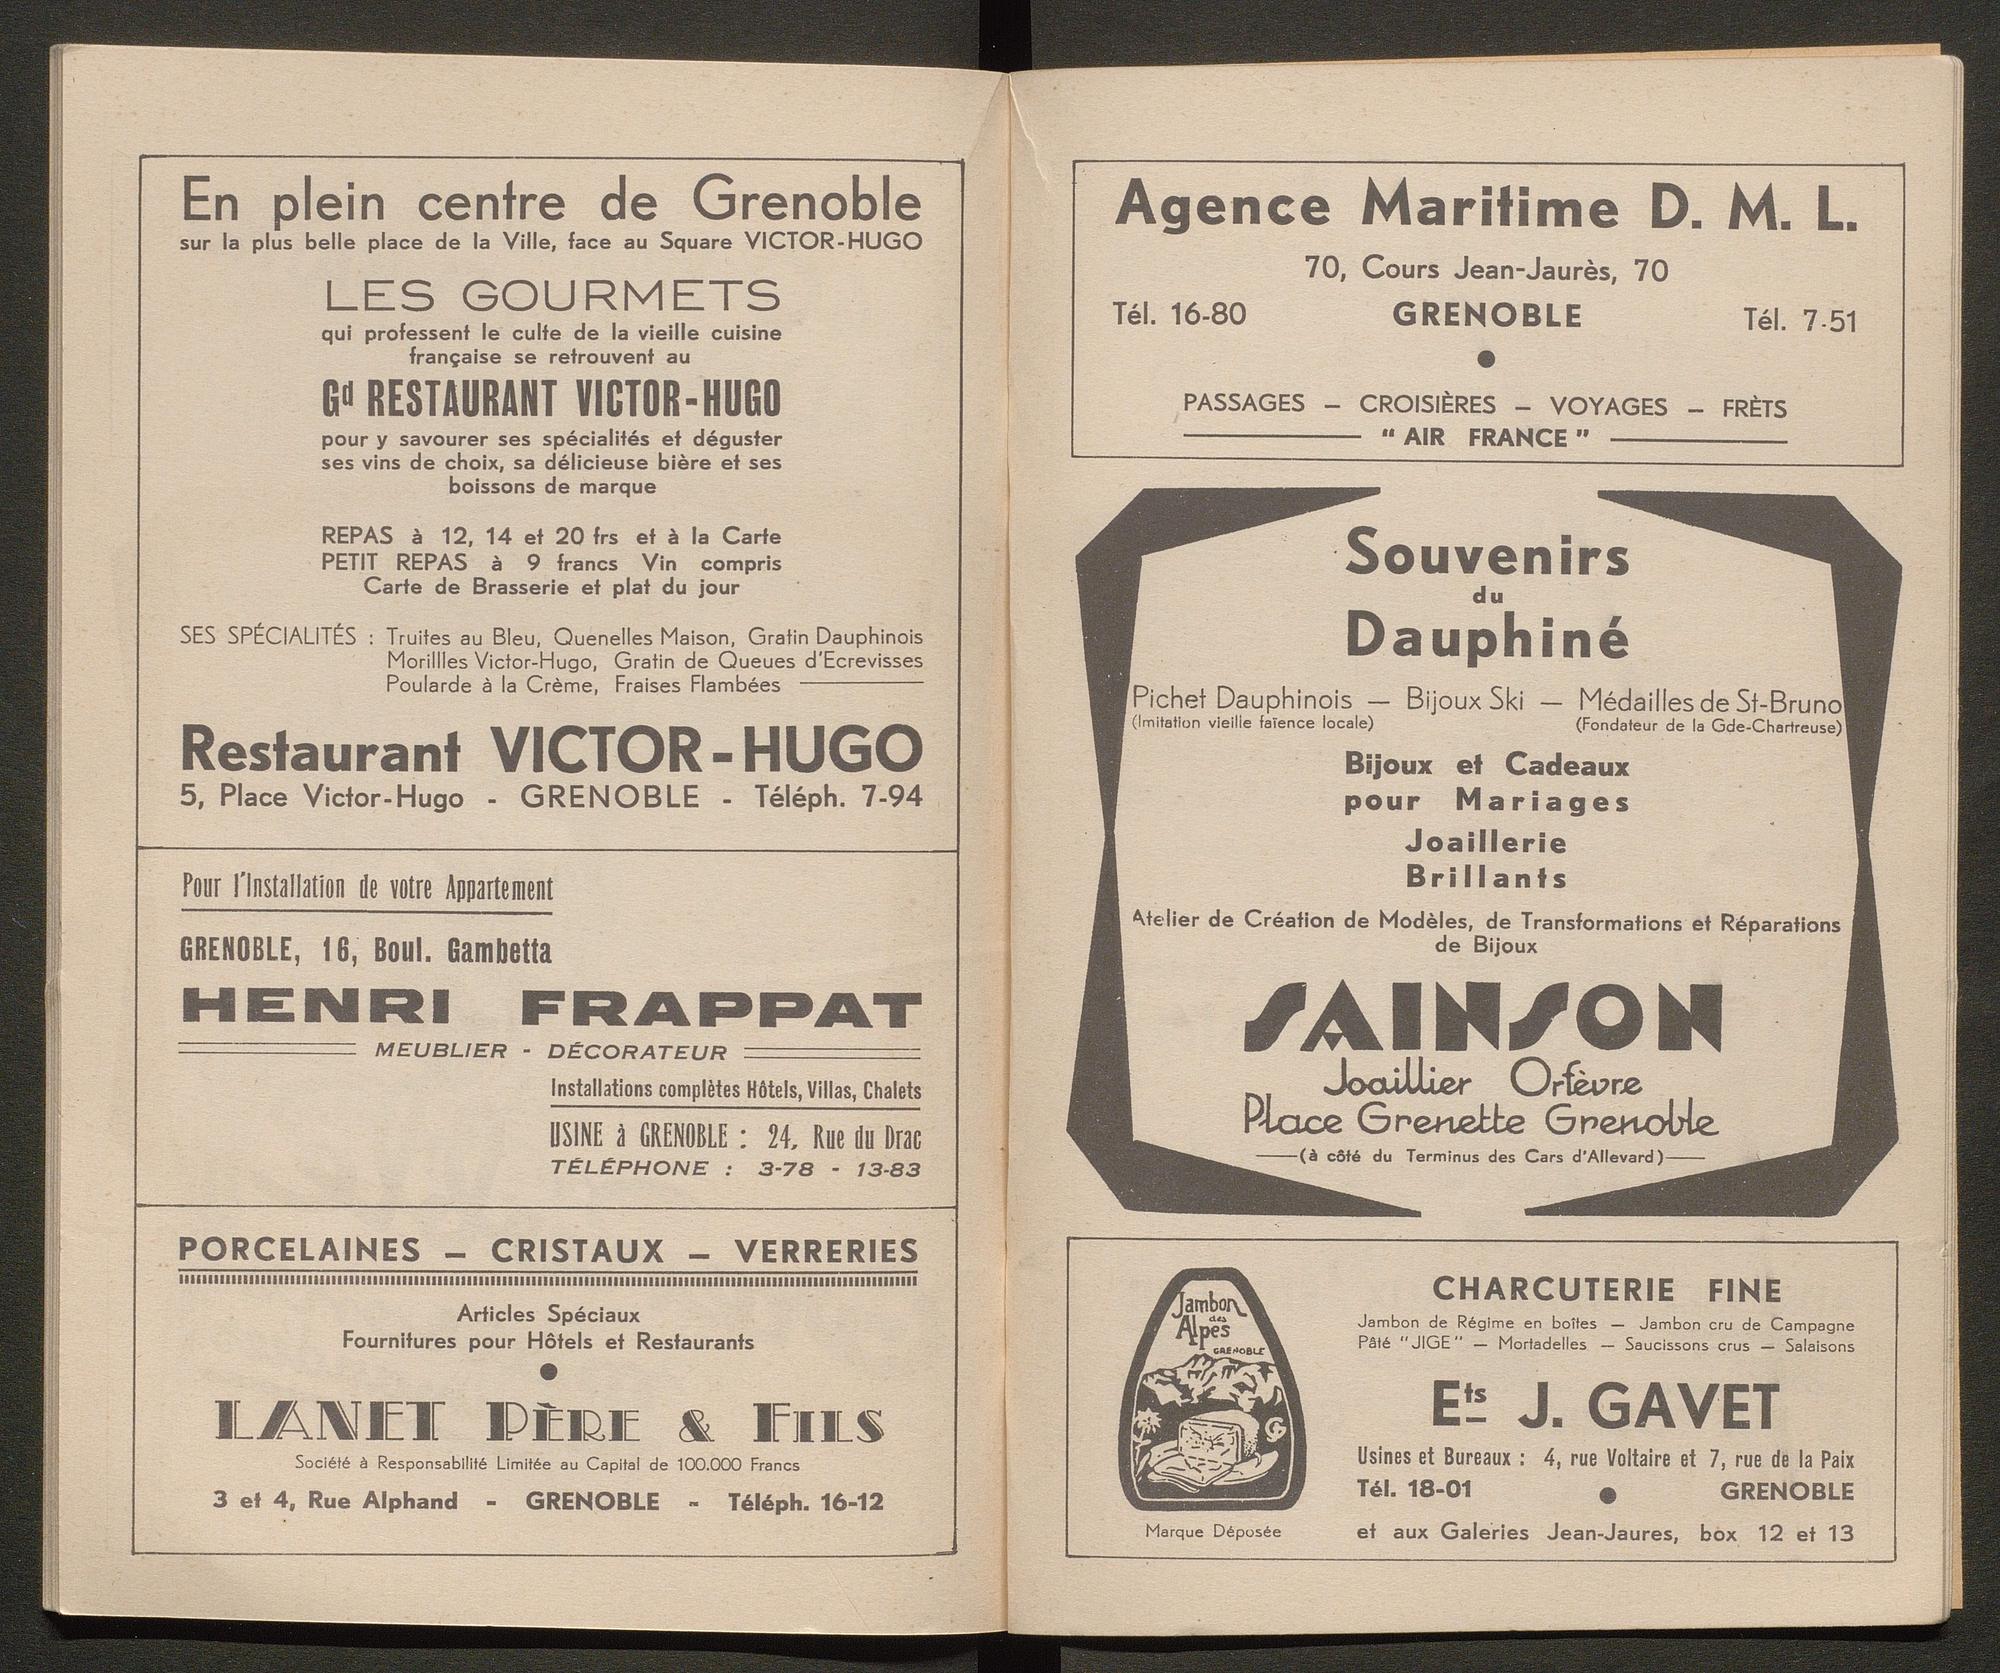 En plein centre de Grenoble
sur la plus belle place de la Ville, face au Square VICTOR-HUGO
LES GOURMETS
qui professent le culte de la vieille cuisine
française se retrouvent au
Gd RESTAURANT VICTOR-HUGO
pour y savourer ses spécialités et déguster
ses vins de choix, sa délicieuse bière et ses
boissons de marque
REPAS à 12, 14 et 20 frs et à la Carte
PETIT REPAS à 9 francs Vin compris
Carte de Brasserie et plat du jour
SES SPÉCIALITÉS : Truites au Bleu, Quenelles Maison, Gratin Dauphinois
Morillles Victor-Hugo, Gratin de Queues d'Ecrevisses
Poularde à la Crème, Fraises Flambées
Restaurant VICTOR-HUGO
5, Place Victor-Hugo - GRENOBLE - Téléph. 7-94
Pour l'Installation de votre Appartement
GRENOBLE, 16, Boul. Gambetta
HENRI FRAPPAT
MEUBLIER - DÉCORATEUR
Installations complètes Hôtels, Villas, Chalets
USINE à GRENOBLE : 24, Rue du Drac
TÉLÉPHONE : 3-78 - 13-83
PORCELAINES — CRISTAUX — VERRERIES
Articles Spéciaux
Fournitures pour Hôtels et Restaurants
LANET PÈRE & FILS
Société à Responsabilité Limitée au Capital de 100.000 Francs
3 et 4, Rue Alphand - GRENOBLE - Téléph. 16-12
Agence Maritime D. M. L.
70, Cours Jean-Jaurès, 70
Tél. 16-80 GRENOBLE Tél. 7-51
PASSAGES — CROISIÈRES — VOYAGES — FRÈTS
" AIR FRANCE "
Souvenirs
du
Dauphiné
Pichet Dauphinois — Bijoux Ski — Médailles de St-Bruno
(Imitation vieille faïence locale) (Fondateur de la Gde-Chartreuse)
Bijoux et Cadeaux
pour Mariages
Joaillerie
Brillants
Atelier de Création de Modèles, de Transformations et Réparations
de Bijoux
SAINSON
Joaillier Orfèvre
Place Grenette Grenoble
(à côté du Terminus des Cars d'Allevard)
Jambon
des
Alpes
GRENOBLE
G
Marque Déposée
CHARCUTERIE FINE
Jambon de Régime en boîtes — Jambon cru de Campagne
Pâté "JIGE" — Mortadelles — Saucissons crus — Salaisons
Ets J. GAVET
Usines et Bureaux : 4, rue Voltaire et 7, rue de la Paix
Tél. 18-01 GRENOBLE
et aux Galeries Jean-Jaures, box 12 et 13